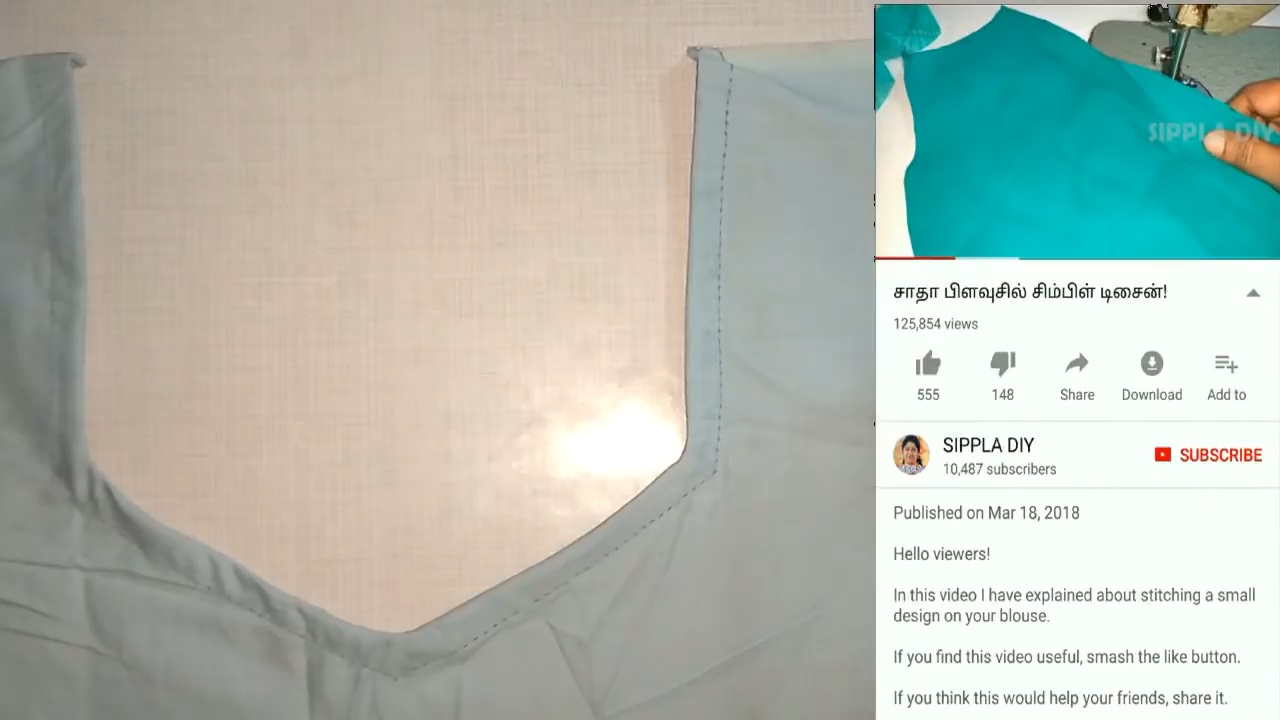 SIPPLA DIY
சாதா பிளவுசில் சிம்பிள் டிசைன்!
125,854 views
555
148
Share
Download
Add to
SIPPLA DIY
10,487 subscribers
SUBSCRIBE
Published on Mar 18, 2018
Hello viewers!
In this video I have explained about stitching a small
design on your blouse.
If you find this video useful, smash the like button.
If you think this would help your friends, share it.